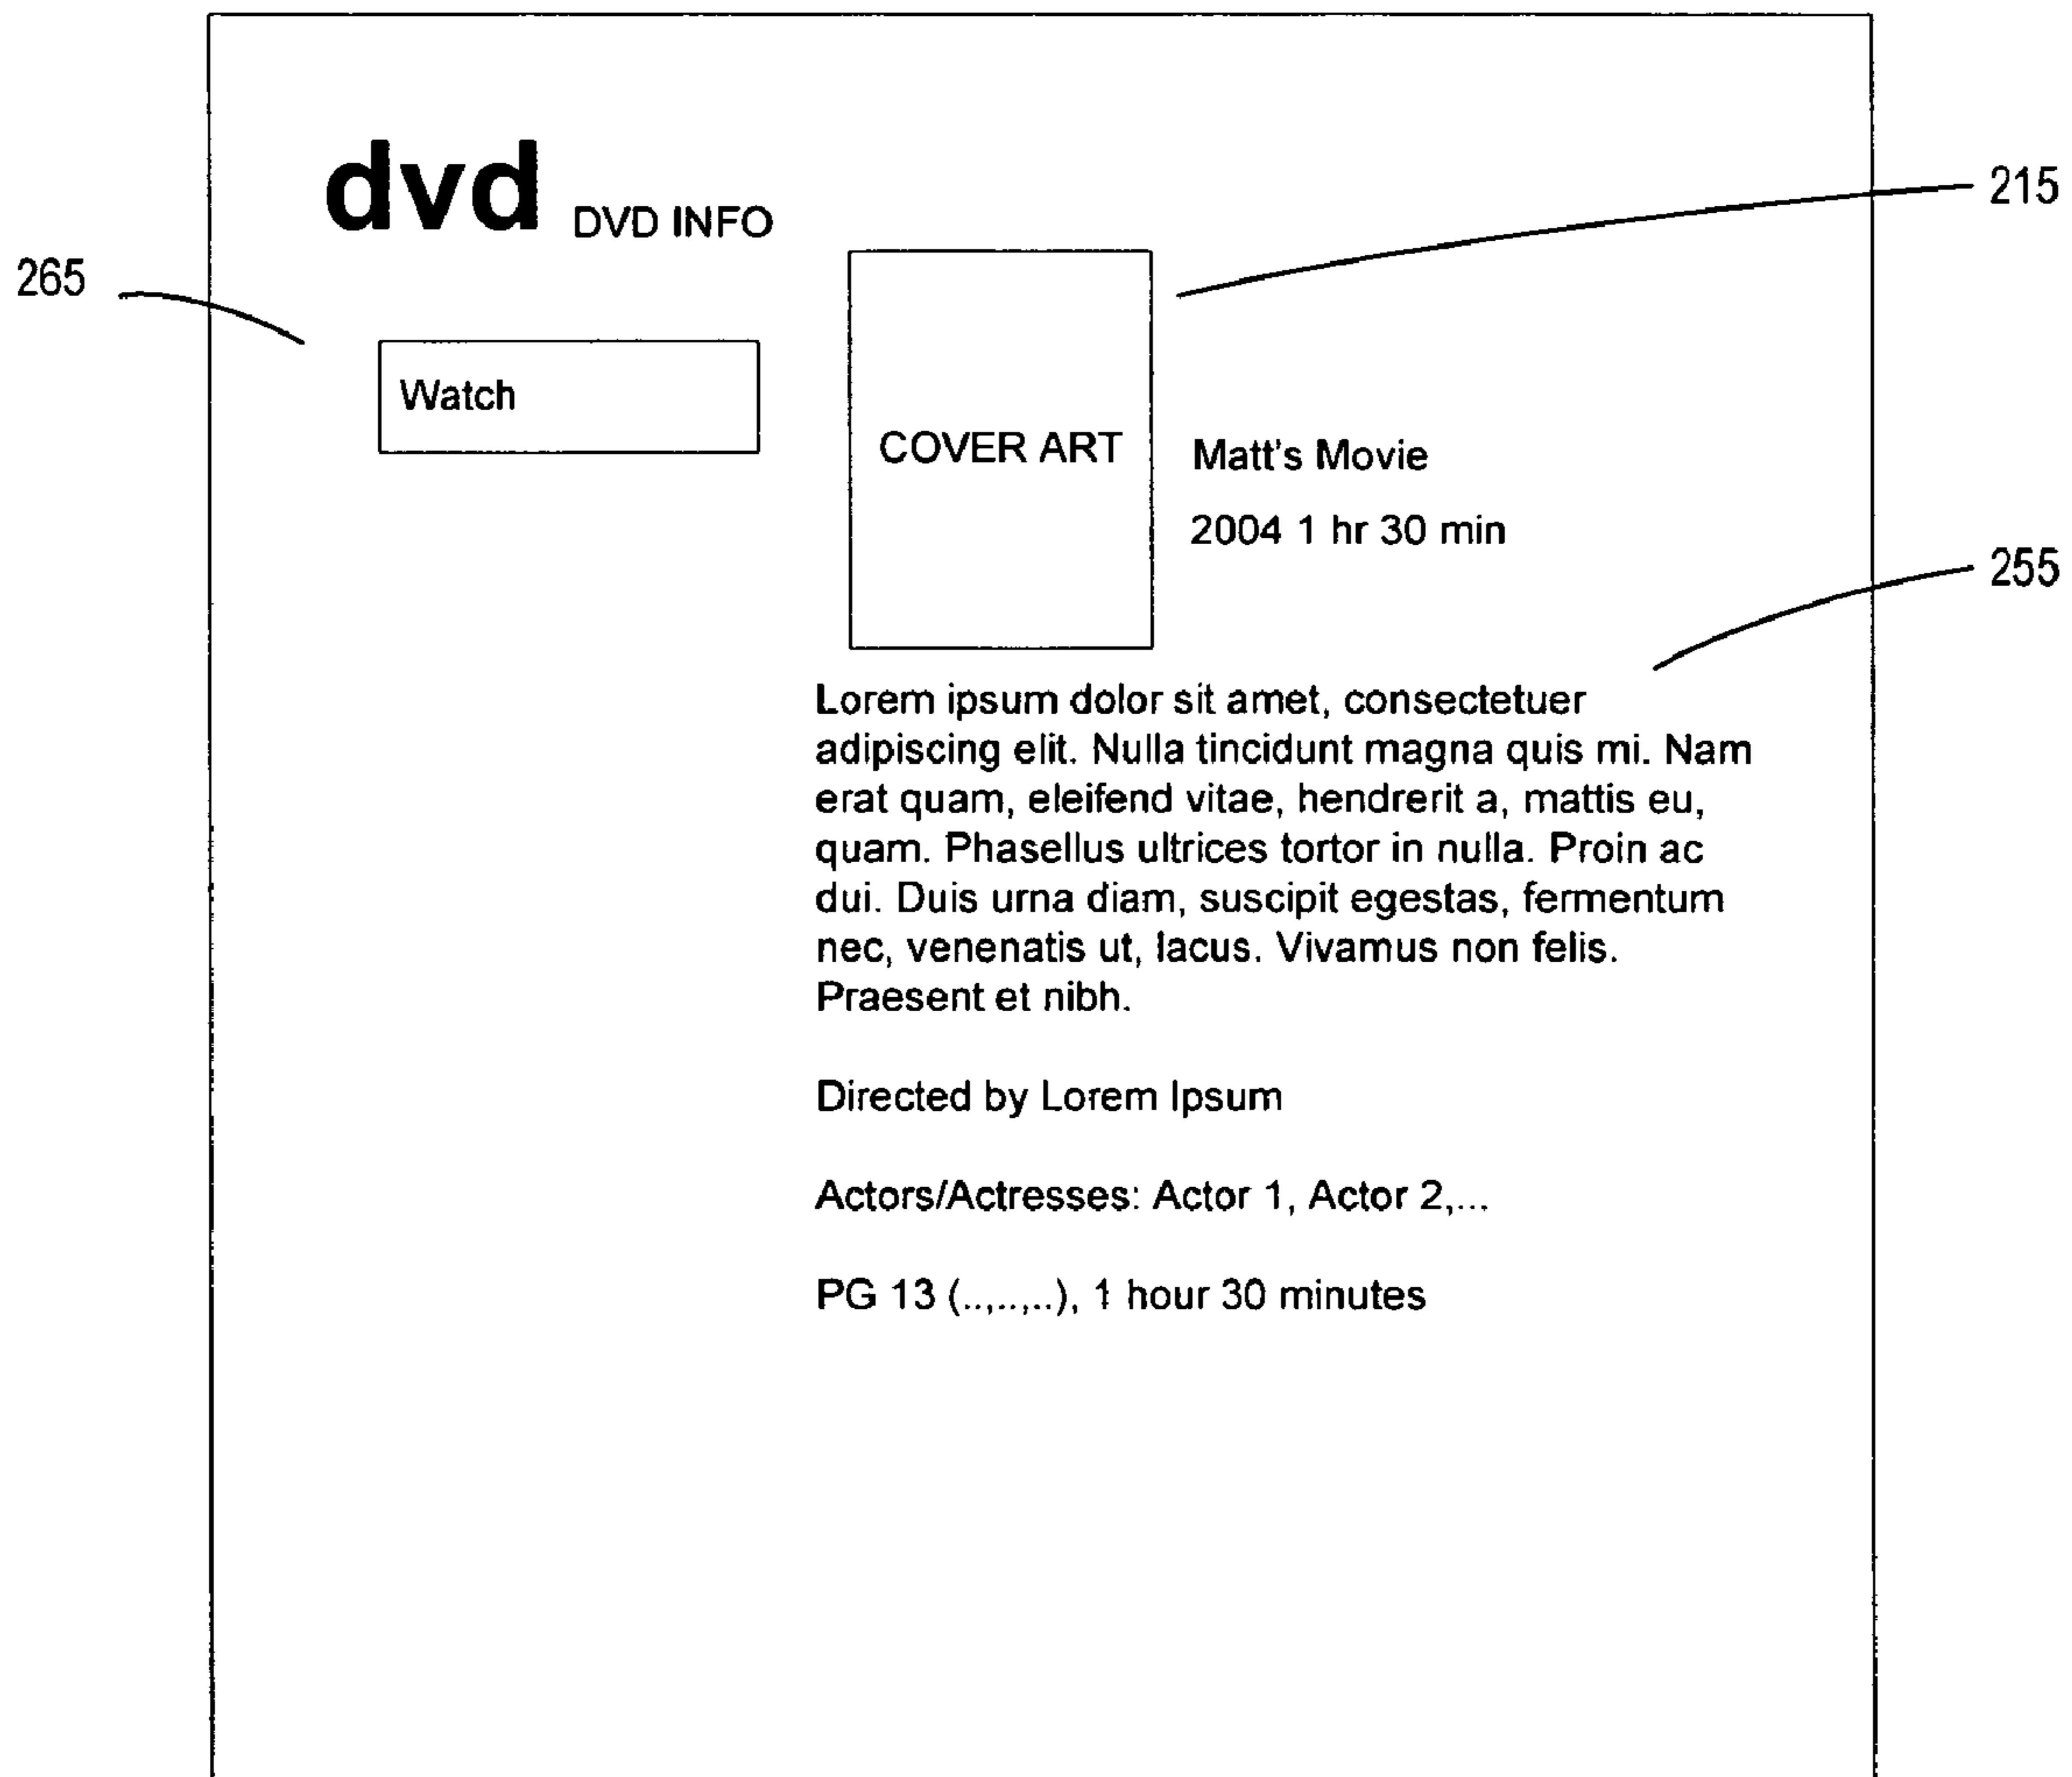 dvd DVD INFO
215
265
Watch
COVER ART
Matt's Movie
2004 1 hr 30 min
255
Lorem ipsum dolor sit amet, consectetuer
adipiscing elit. Nulla tincidunt magna quis mi. Nam
erat quam, eleifend vitae, hendrerit a, mattis eu,
quam. Phasellus ultrices tortor in nulla. Proin ac
dui. Duis urna diam, suscipit egestas, fermentum
nec, venenatis ut, lacus. Vivamus non felis.
Praesent et nibh.
Directed by Lorem Ipsum
Actors/Actresses: Actor 1, Actor 2,...
PG 13 (..,..,..), 1 hour 30 minutes